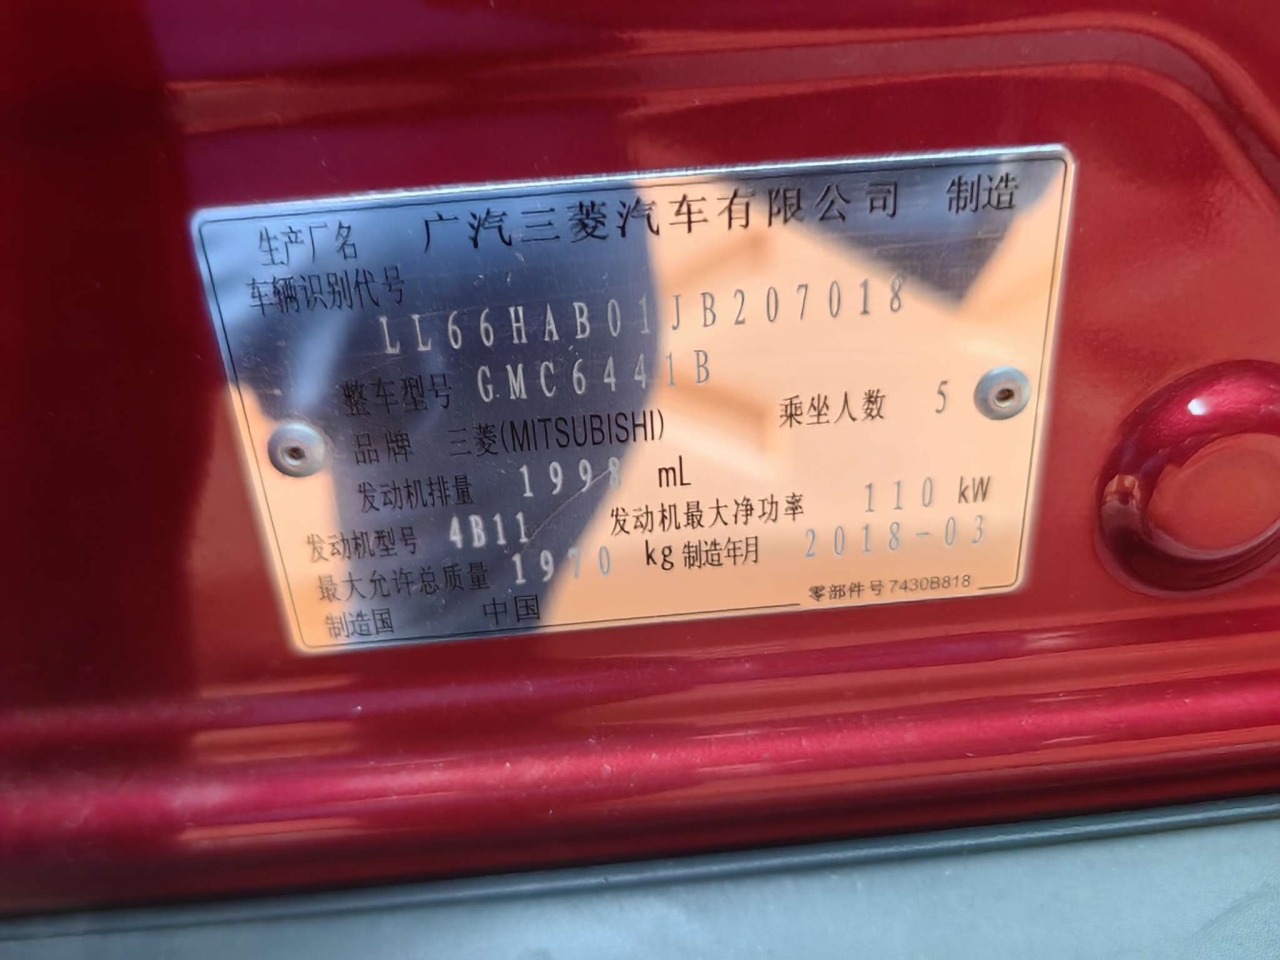 生产厂名 广汽三菱汽车有限公司 制造
车辆识别代号
LL66HAB01JB207018
整车型号 GMC6441B
品牌 三菱(MITSUBISHI) 乘坐人数 5
发动机排量 1998 mL
发动机型号 4B11 发动机最大净功率 110 kW
最大允许总质量 1970 kg 制造年月 2018-03
制造国 中国 零部件号7430B818